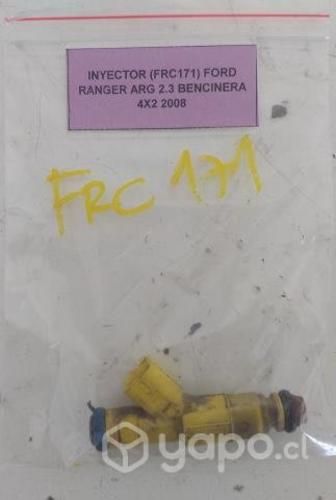 INYECTOR (FRC171) FORD
RANGER ARG 2.3 BENCINERA
4X2 2008
FRC 171
yapo.cl